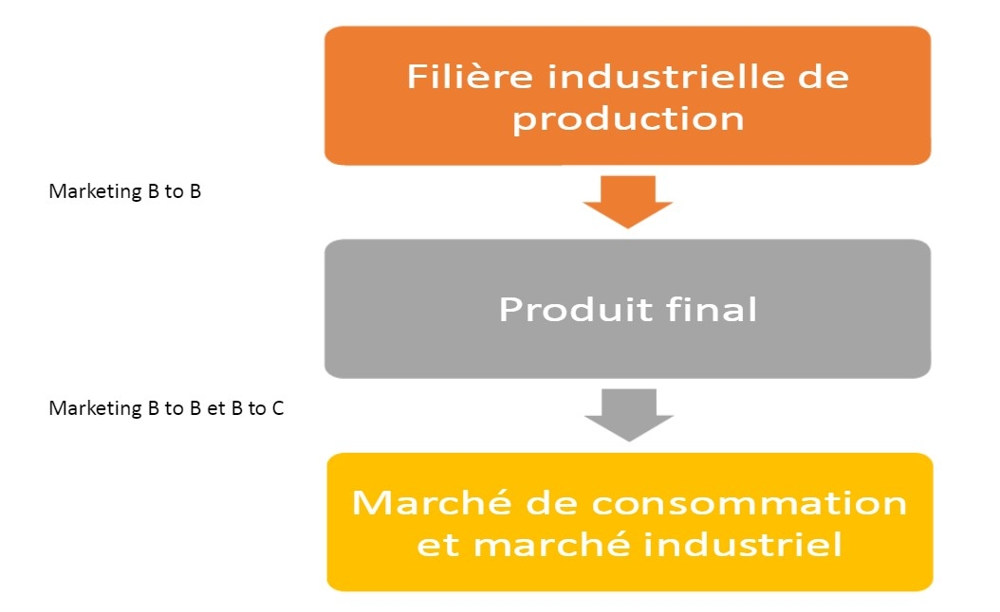 Filière industrielle de
production
Marketing B to B
Produit final
Marketing B to B et B to C
Marché de consommation
et marché industriel